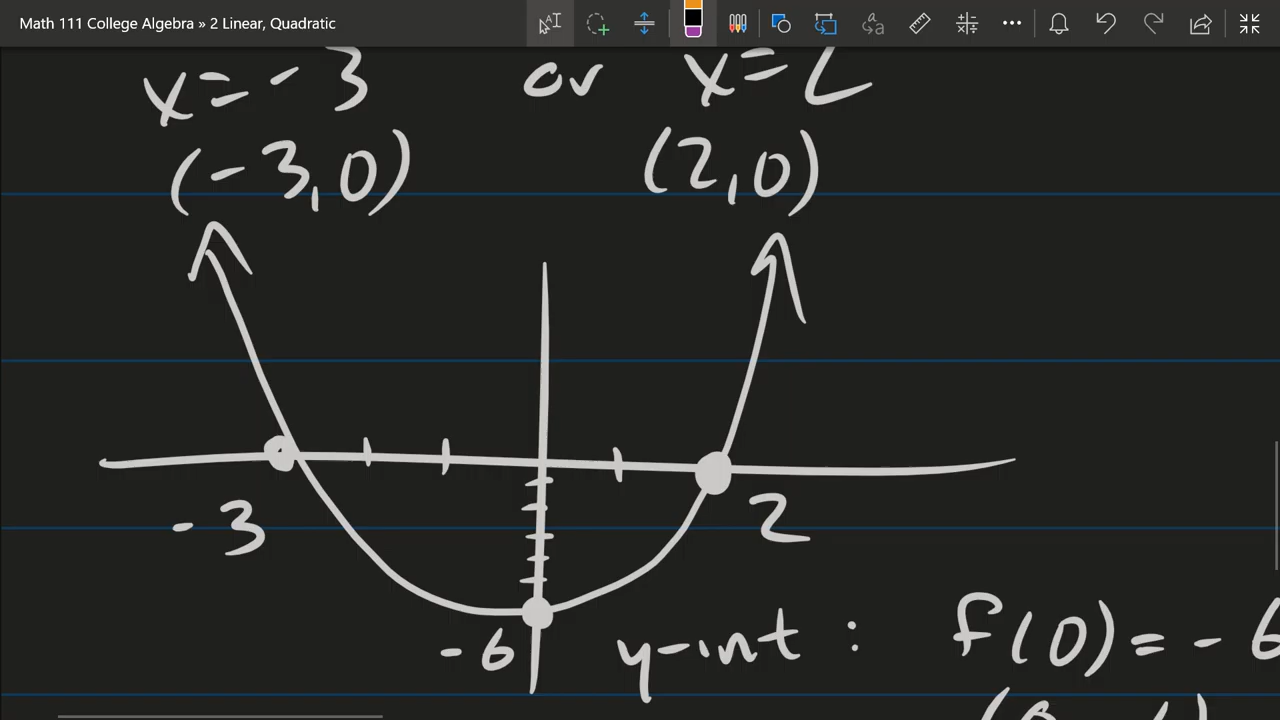 Math 111 College Algebra » 2 Linear, Quadratic
x = -3 or x = 2
(-3,0) (2,0)
-3 2
-6 y-int : f(0) = -6